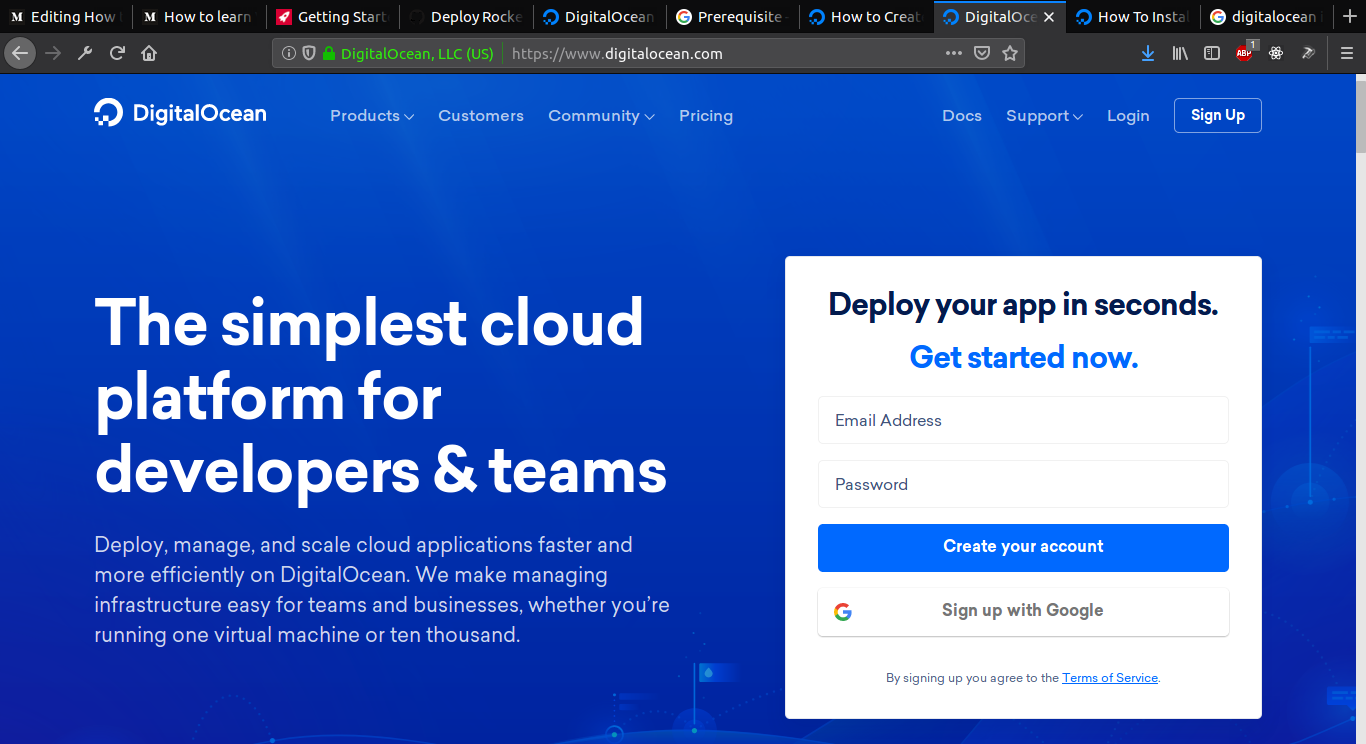 Editing How
How to learn
Getting Start
Deploy Rocke
DigitalOcean
Prerequisite
How to Creat
DigitalOce
How To Instal
digitalocean
DigitalOcean, LLC (US)
https://www.digitalocean.com
ABP
1
DigitalOcean
Products
Customers
Community
Pricing
Docs
Support
Login
Sign Up
The simplest cloud
platform for
developers & teams
Deploy, manage, and scale cloud applications faster and
more efficiently on DigitalOcean. We make managing
infrastructure easy for teams and businesses, whether you’re
running one virtual machine or ten thousand.
Deploy your app in seconds.
Get started now.
Email Address
Password
Create your account
Sign up with Google
By signing up you agree to the Terms of Service.